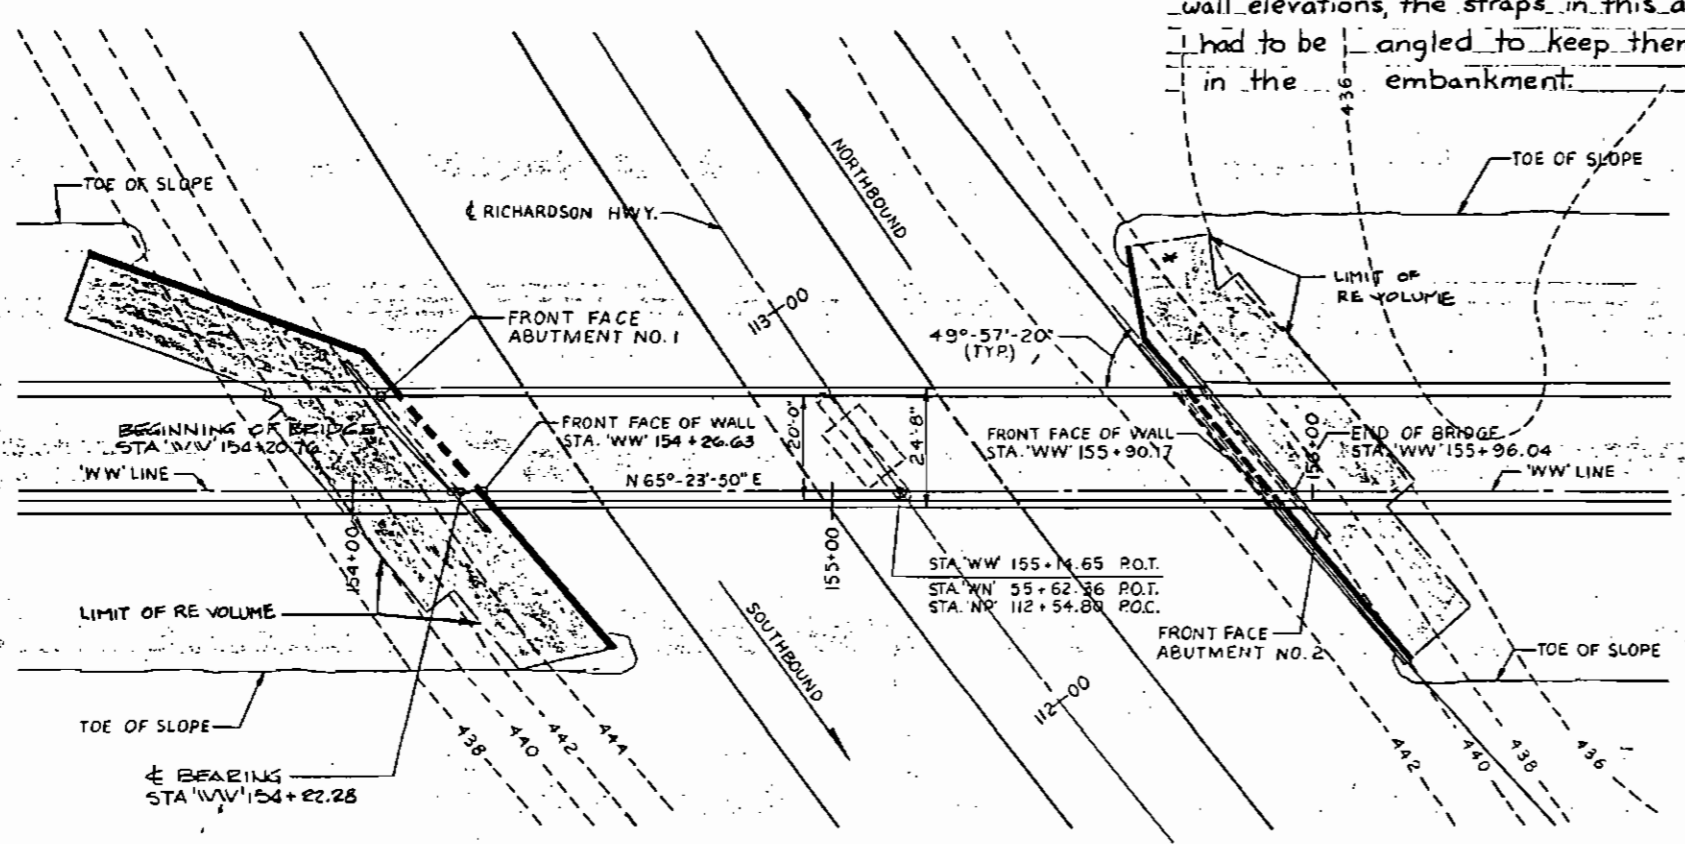 wall elevations, the straps in this
had to be angled to keep
in the embankment.
436
TOE OF SLOPE
TOE OF SLOPE
NORTHBOUND
℄ RICHARDSON HWY.
LIMIT OF
RE VOLUME
113+00
FRONT FACE
ABUTMENT NO. 1
49°-57'-20"
(TYP.)
BEGINNING OF BRIDGE
STA. 'WW' 154+20.76
FRONT FACE OF WALL
STA. 'WW' 154+26.63
20'-0"
24'-8"
FRONT FACE OF WALL
STA. 'WW' 155+90.17
156+00
END OF BRIDGE
STA. 'WW' 155+96.04
'WW' LINE
N 65°-23'-50" E
'WW' LINE
154+00
155+00
STA. 'WW' 155+14.65 P.O.T.
STA. 'WN' 55+62.36 P.O.T.
STA. 'NP' 112+54.80 P.O.C.
LIMIT OF RE VOLUME
SOUTHBOUND
FRONT FACE
ABUTMENT NO. 2
TOE OF SLOPE
112+00
TOE OF SLOPE
438
440
442
444
442
440
438
436
℄ BEARING
STA 'WW' 154+22.28